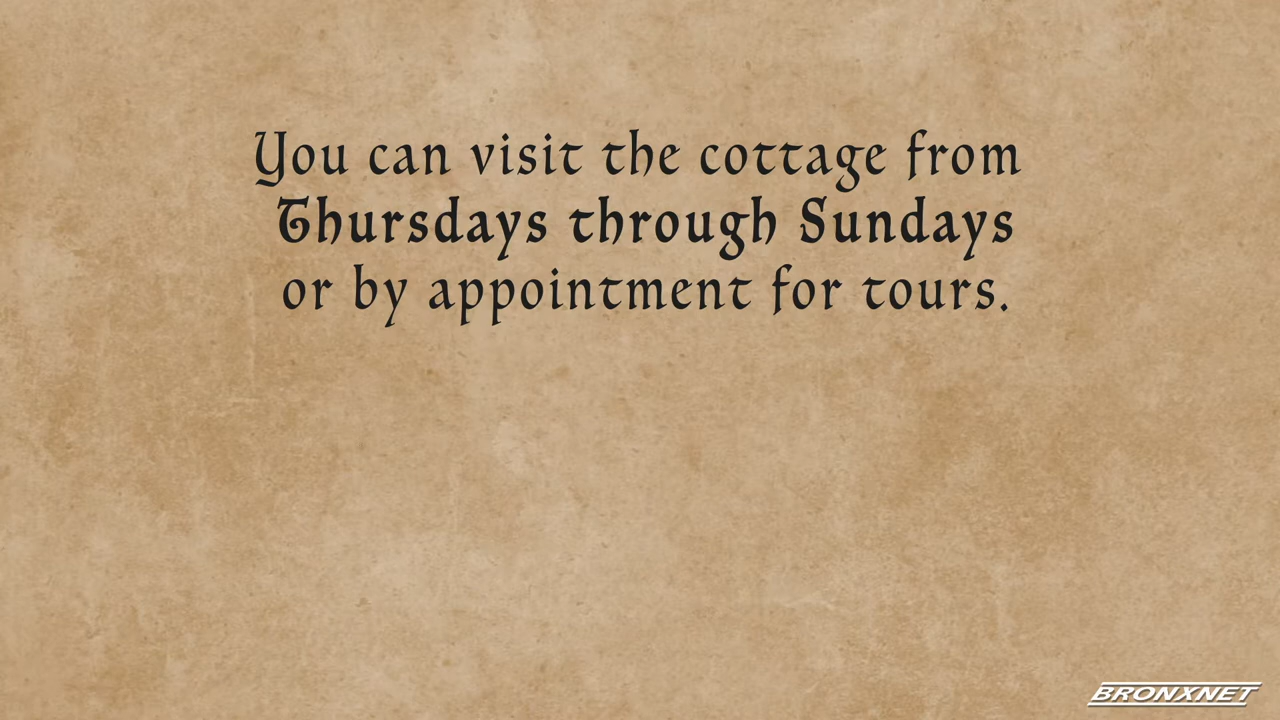 You can visit the cottage from
Thursdays through Sundays
or by appointment for tours.
BRONXNET